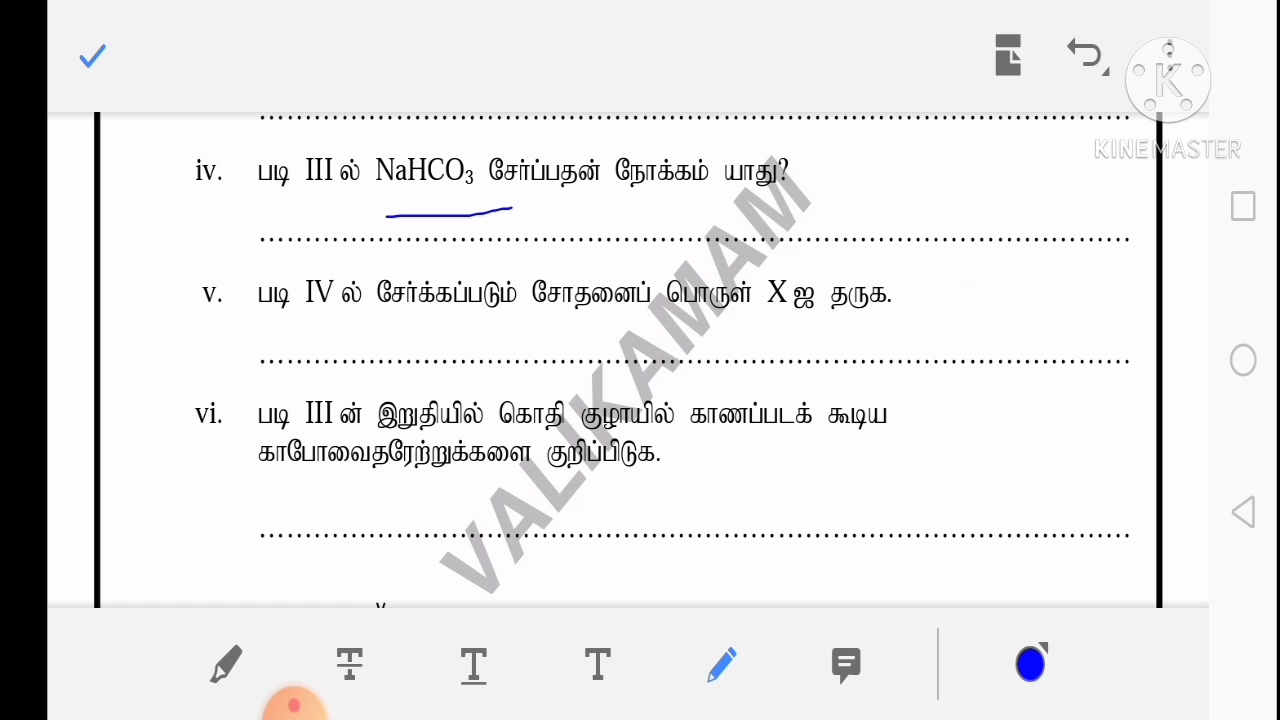 KINEMASTER
iv. படி III ல் NaHCO₃ சேர்ப்பதன் நோக்கம் யாது?
v. படி IV ல் சேர்க்கப்படும் சோதனைப் பொருள் X ஐ தருக.
vi. படி III ன் இறுதியில் கொதி குழாயில் காணப்படக் கூடிய
காபோவைதரேற்றுக்களை குறிப்பிடுக.
VALIKAMAM